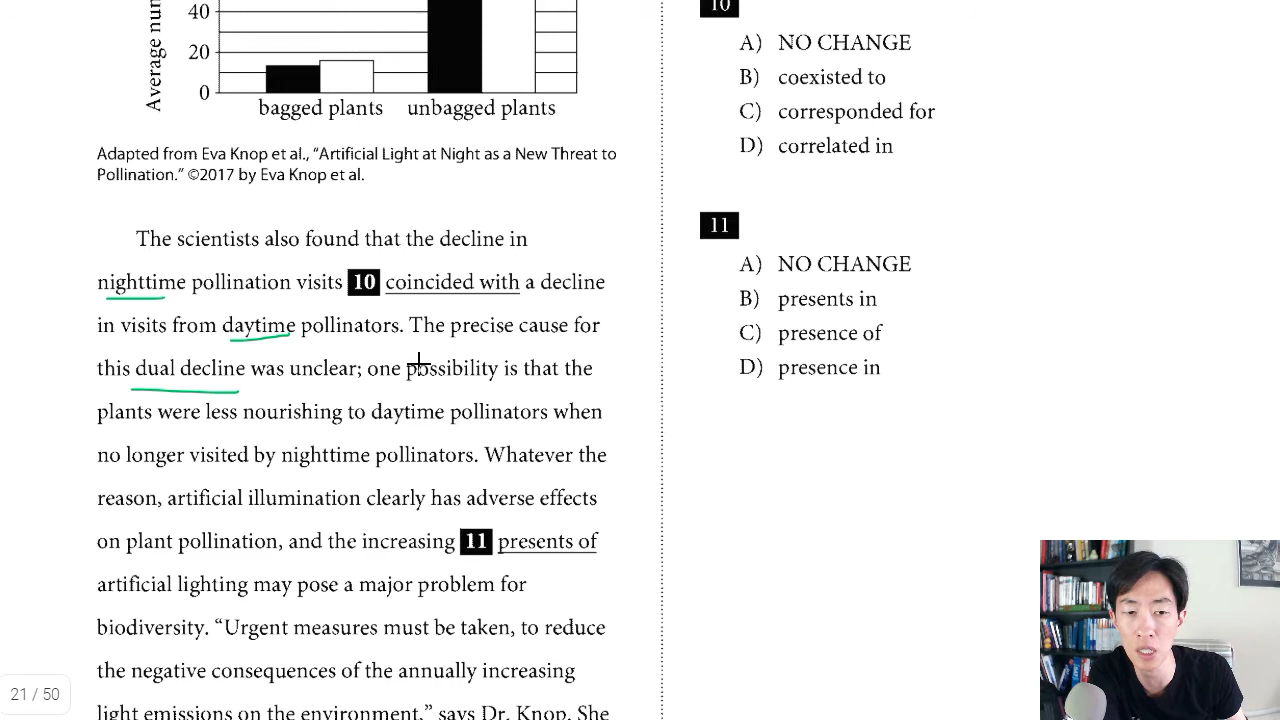 Average nun
40
20
0
bagged plants unbagged plants
Adapted from Eva Knop et al., “Artificial Light at Night as a New Threat to
Pollination.” ©2017 by Eva Knop et al.
The scientists also found that the decline in
nighttime pollination visits 10 coincided with a decline
in visits from daytime pollinators. The precise cause for
this dual decline was unclear; one possibility is that the
plants were less nourishing to daytime pollinators when
no longer visited by nighttime pollinators. Whatever the
reason, artificial illumination clearly has adverse effects
on plant pollination, and the increasing 11 presents of
artificial lighting may pose a major problem for
biodiversity. “Urgent measures must be taken, to reduce
the negative consequences of the annually increasing
light emissions on the environment,” says Dr. Knop. She
10
A) NO CHANGE
B) coexisted to
C) corresponded for
D) correlated in
11
A) NO CHANGE
B) presents in
C) presence of
D) presence in
21 / 50